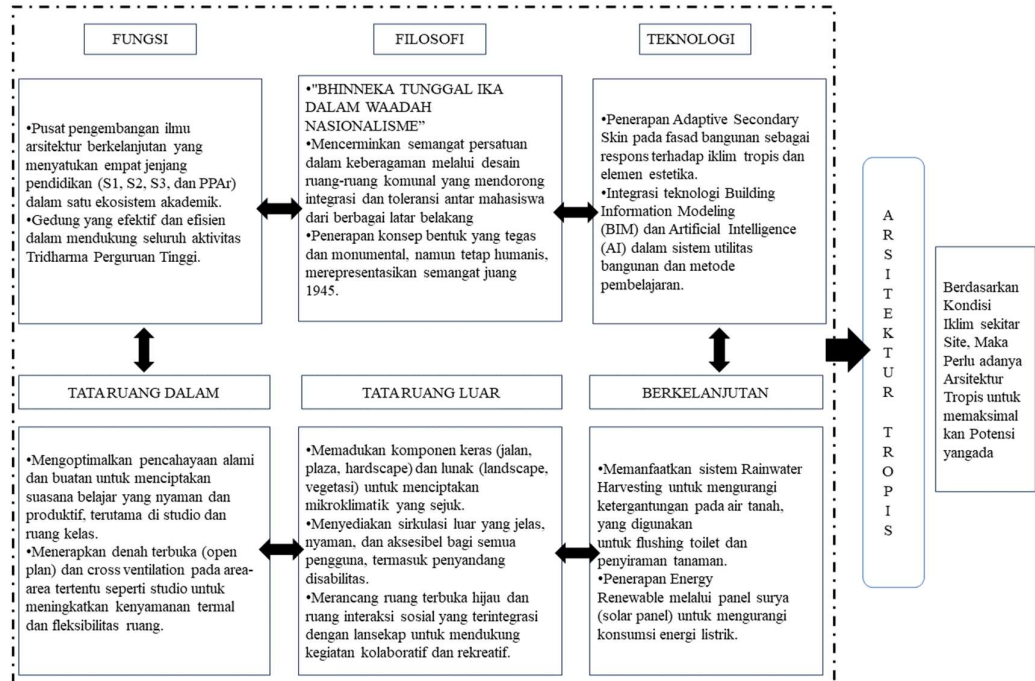 FUNGSI
FILOSOFI
TEKNOLOGI
•Pusat pengembangan ilmu
arsitektur berkelanjutan yang
menyatukan empat jenjang
pendidikan (S1, S2, S3, dan PPAr)
dalam satu ekosistem akademik.
•Gedung yang efektif dan efisien
dalam mendukung seluruh aktivitas
Tridharma Perguruan Tinggi.
•"BHINNEKA TUNGGAL IKA
DALAM WAADAH
NASIONALISME”
•Mencerminkan semangat persatuan
dalam keberagaman melalui desain
ruang-ruang komunal yang mendorong
integrasi dan toleransi antar mahasiswa
dari berbagai latar belakang
•Penerapan konsep bentuk yang tegas
dan monumental, namun tetap humanis,
merepresentasikan semangat juang
1945.
•Penerapan Adaptive Secondary
Skin pada fasad bangunan sebagai
respons terhadap iklim tropis dan
elemen estetika.
•Integrasi teknologi Building
Information Modeling
(BIM) dan Artificial Intelligence
(AI) dalam sistem utilitas
bangunan dan metode
pembelajaran.
TATA RUANG DALAM
TATA RUANG LUAR
BERKELANJUTAN
•Mengoptimalkan pencahayaan alami
dan buatan untuk menciptakan
suasana belajar yang nyaman dan
produktif, terutama di studio dan
ruang kelas.
•Menerapkan denah terbuka (open
plan) dan cross ventilation pada area-
area tertentu seperti studio untuk
meningkatkan kenyamanan termal
dan fleksibilitas ruang.
•Memadukan komponen keras (jalan,
plaza, hardscape) dan lunak (landscape,
vegetasi) untuk menciptakan
mikroklimatik yang sejuk.
•Menyediakan sirkulasi luar yang jelas,
nyaman, dan aksesibel bagi semua
pengguna, termasuk penyandang
disabilitas.
•Merancang ruang terbuka hijau dan
ruang interaksi sosial yang terintegrasi
dengan lansekap untuk mendukung
kegiatan kolaboratif dan rekreatif.
•Memanfaatkan sistem Rainwater
Harvesting untuk mengurangi
ketergantungan pada air tanah,
yang digunakan
untuk flushing toilet dan
penyiraman tanaman.
•Penerapan Energy
Renewable melalui panel surya
(solar panel) untuk mengurangi
konsumsi energi listrik.
ARSITEKTUR TROPIS
Berdasarkan
Kondisi
Iklim sekitar
Site, Maka
Perlu adanya
Arsitektur
Tropis untuk
memaksimal
kan Potensi
yangada